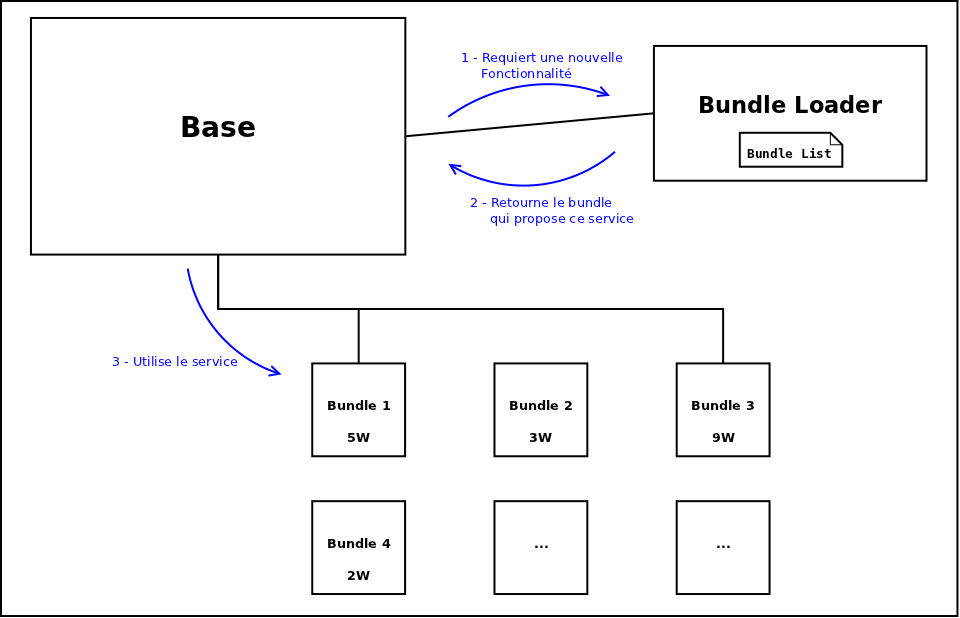 1 - Requiert une nouvelle
Fonctionnalité
Base
Bundle Loader
Bundle List
2 - Retourne le bundle
qui propose ce service
3 - Utilise le service
Bundle 1
5W
Bundle 2
3W
Bundle 3
9W
Bundle 4
2W
...
...